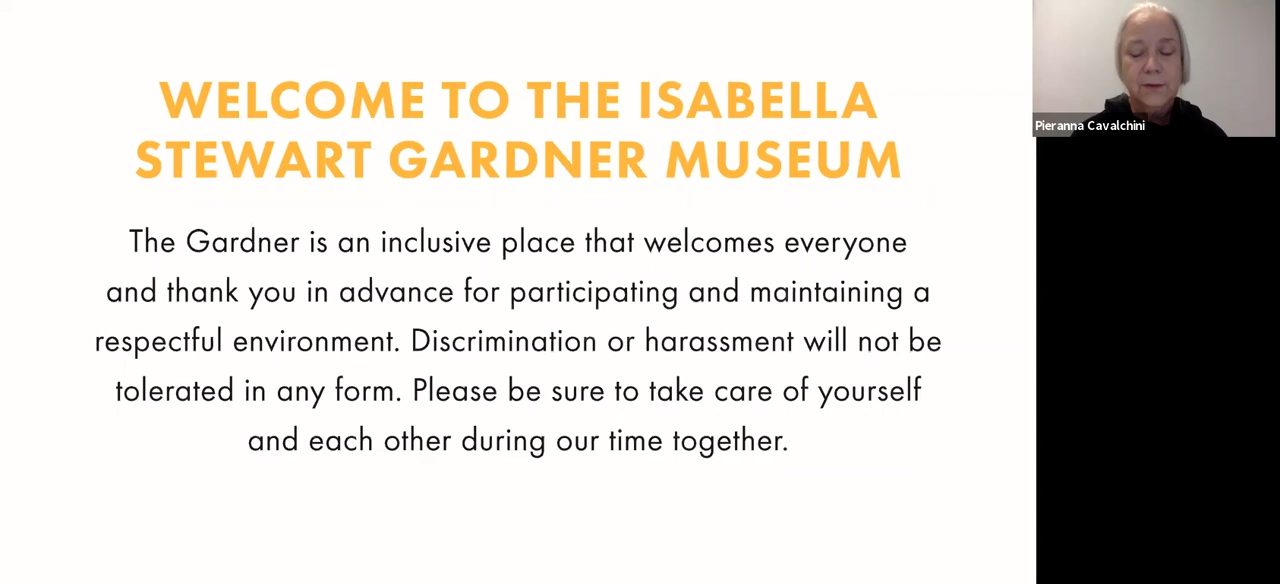 WELCOME TO THE ISABELLA
STEWART GARDNER MUSEUM
The Gardner is an inclusive place that welcomes everyone
and thank you in advance for participating and maintaining a
respectful environment. Discrimination or harassment will not be
tolerated in any form. Please be sure to take care of yourself
and each other during our time together.
Pieranna Cavalchini